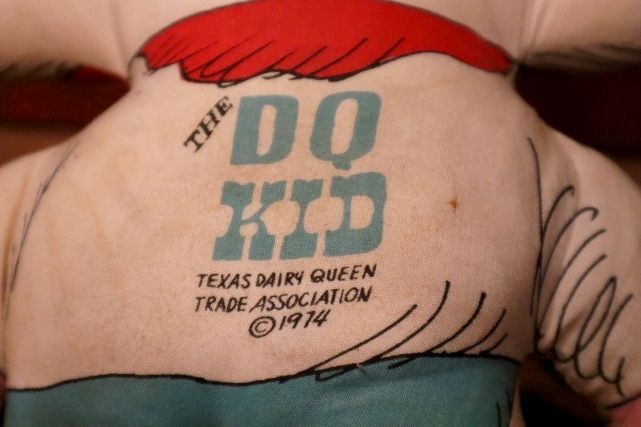 THE
DQ
KID
TEXAS DAIRY QUEEN
TRADE ASSOCIATION
©1974